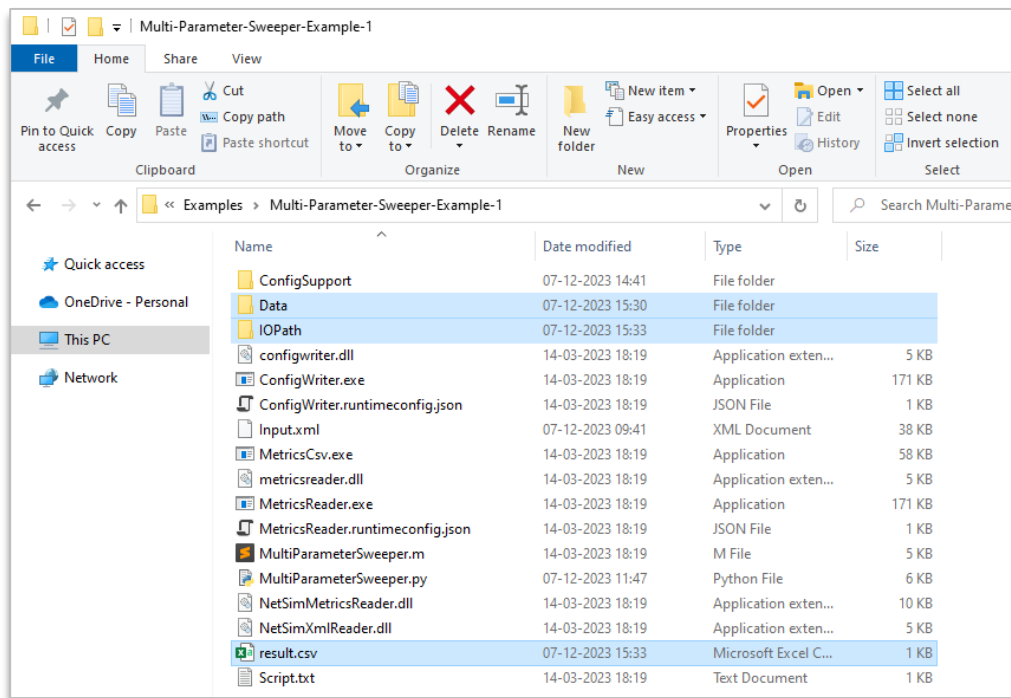 Multi-Parameter-Sweeper-Example-1
File Home Share View
Pin to Quick access
Copy
Paste
Cut
Copy path
Paste shortcut
Clipboard
Move to
Copy to
Delete
Rename
Organize
New folder
New item
Easy access
New
Properties
Open
Edit
History
Open
Select all
Select none
Invert selection
Select
« Examples > Multi-Parameter-Sweeper-Example-1
Search Multi-Parame
Quick access
OneDrive - Personal
This PC
Network
Name Date modified Type Size
ConfigSupport 07-12-2023 14:41 File folder
Data 07-12-2023 15:30 File folder
IOPath 07-12-2023 15:33 File folder
configwriter.dll 14-03-2023 18:19 Application exten... 5 KB
ConfigWriter.exe 14-03-2023 18:19 Application 171 KB
ConfigWriter.runtimeconfig.json 14-03-2023 18:19 JSON File 1 KB
Input.xml 07-12-2023 09:41 XML Document 38 KB
MetricsCsv.exe 14-03-2023 18:19 Application 58 KB
metricsreader.dll 14-03-2023 18:19 Application exten... 5 KB
MetricsReader.exe 14-03-2023 18:19 Application 171 KB
MetricsReader.runtimeconfig.json 14-03-2023 18:19 JSON File 1 KB
MultiParameterSweeper.m 14-03-2023 18:19 M File 5 KB
MultiParameterSweeper.py 07-12-2023 11:47 Python File 6 KB
NetSimMetricsReader.dll 14-03-2023 18:19 Application exten... 10 KB
NetSimXmlReader.dll 14-03-2023 18:19 Application exten... 5 KB
result.csv 07-12-2023 15:33 Microsoft Excel C... 1 KB
Script.txt 14-03-2023 18:19 Text Document 1 KB